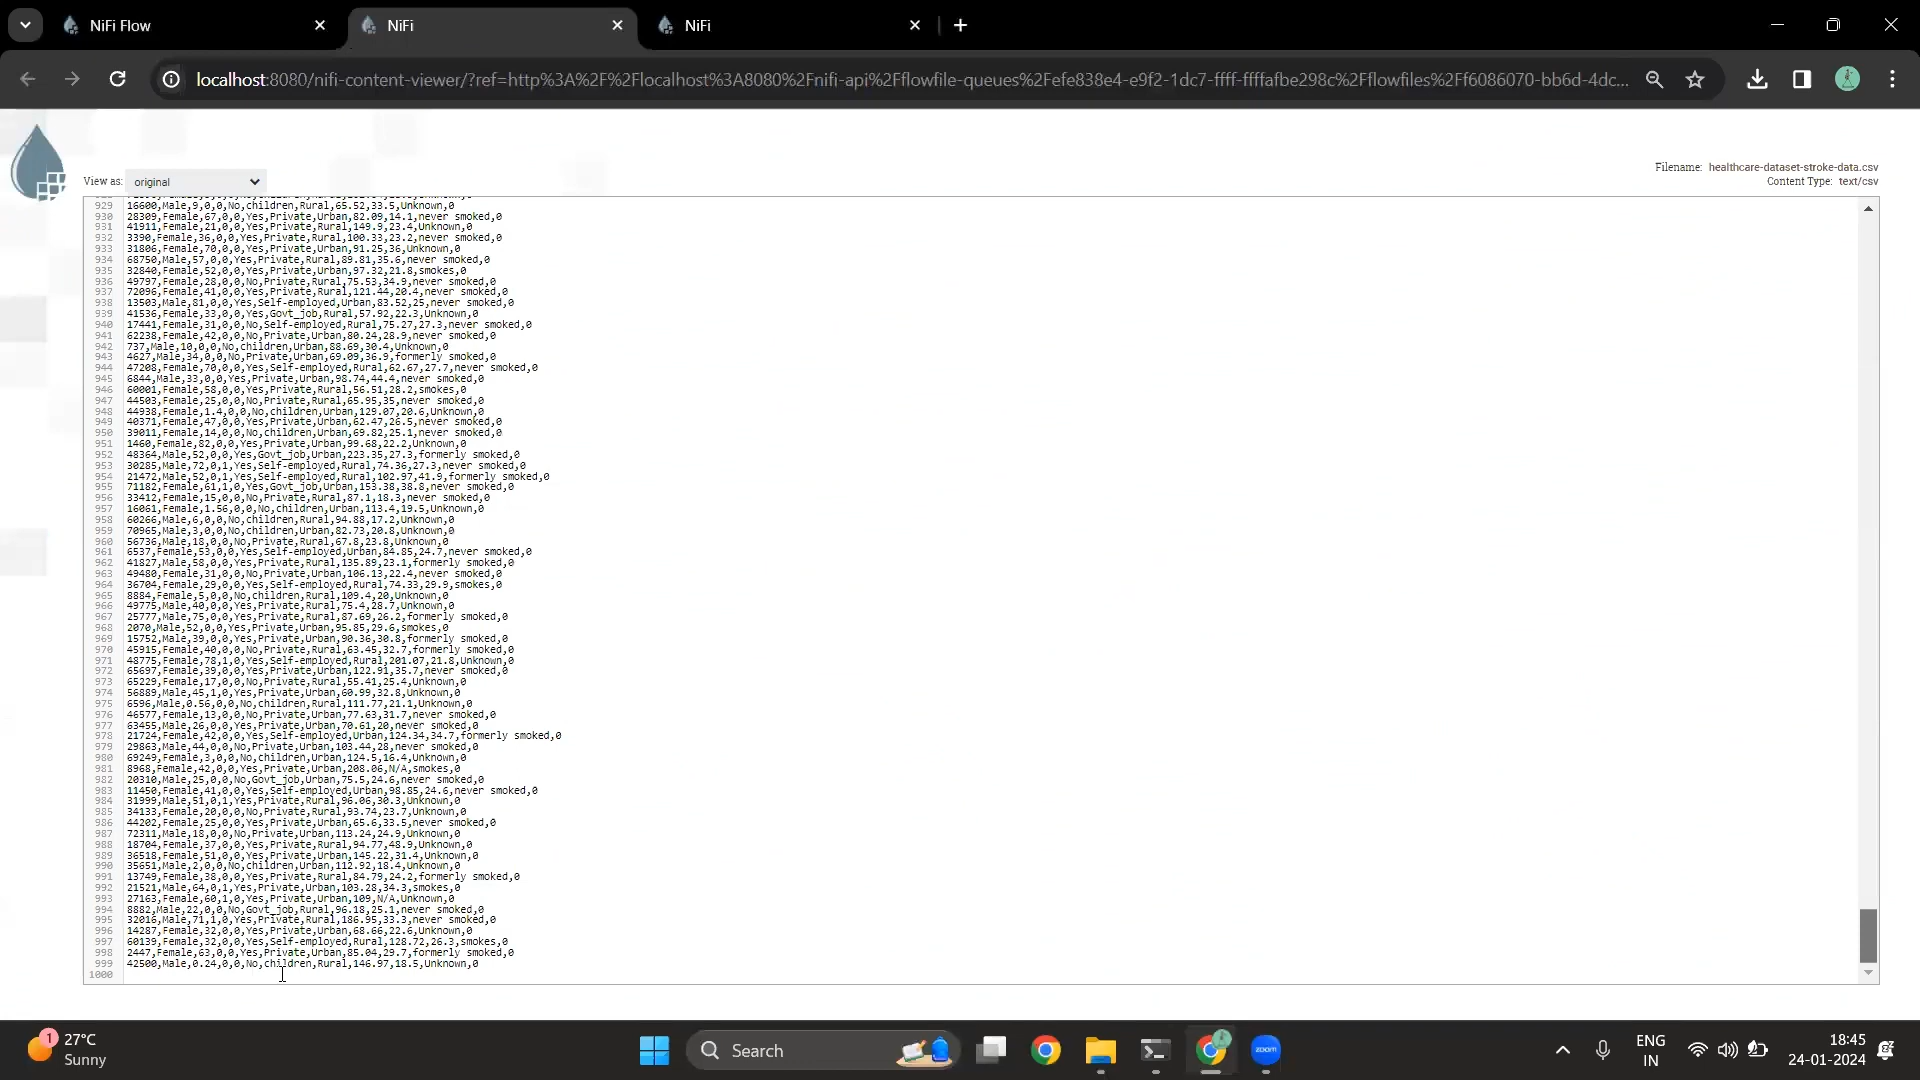 NiFi Flow
NiFi
NiFi
localhost:8080/nifi-content-viewer/?ref=http%3A%2F%2Flocalhost%3A8080%2Fnifi-api%2Fflowfile-queues%2Fefe838e4-e9f2-1dc7-ffff-ffffafbe298c%2Fflowfiles%2Ff6086070-bb6d-4dc...
Filename: healthcare-dataset-stroke-data.csv
View as: original
Content Type: text/csv
929 16600,Female,9,0,0,No,children,Rural,65.52,33.5,Unknown,0
930 28309,Female,67,0,0,Yes,Private,Urban,82.09,14.1,never smoked,0
931 41911,Female,21,0,0,Yes,Private,Rural,149.9,23.4,Unknown,0
932 3390,Female,36,0,0,Yes,Private,Rural,100.33,23.2,never smoked,0
933 31806,Female,70,0,0,Yes,Private,Urban,91.25,36,Unknown,0
934 68750,Male,57,0,0,Yes,Private,Rural,89.81,35.6,never smoked,0
935 32840,Female,52,0,0,Yes,Private,Urban,97.32,21.8,smokes,0
936 49797,Female,28,0,0,No,Private,Rural,75.53,34.9,never smoked,0
937 72096,Female,41,0,0,Yes,Private,Rural,121.44,20.4,never smoked,0
938 13503,Male,81,0,0,Yes,Self-employed,Urban,83.52,25,never smoked,0
939 41536,Female,33,0,0,Yes,Govt_job,Rural,57.92,22.3,Unknown,0
940 17441,Female,31,0,0,No,Self-employed,Rural,75.27,27.3,never smoked,0
941 62238,Female,42,0,0,No,Private,Urban,80.24,28.9,never smoked,0
942 737,Male,10,0,0,No,children,Urban,88.69,30.4,Unknown,0
943 4627,Male,34,0,0,No,Private,Urban,69.09,36.9,formerly smoked,0
944 47208,Female,70,0,0,Yes,Self-employed,Rural,62.67,27.7,never smoked,0
945 6844,Male,33,0,0,Yes,Private,Urban,98.74,44.4,never smoked,0
946 60001,Female,58,0,0,Yes,Private,Rural,56.51,28.2,smokes,0
947 44503,Female,25,0,0,No,Private,Rural,65.95,35,never smoked,0
948 44938,Female,1.4,0,0,No,children,Urban,129.07,20.6,Unknown,0
949 40371,Female,47,0,0,Yes,Private,Urban,62.47,26.5,never smoked,0
950 39011,Female,14,0,0,No,children,Urban,69.82,25.1,never smoked,0
951 1460,Female,82,0,0,Yes,Private,Urban,99.68,22.2,Unknown,0
952 48364,Male,52,0,0,Yes,Govt_job,Urban,223.35,27.3,formerly smoked,0
953 30285,Male,72,0,1,Yes,Self-employed,Rural,74.36,27.3,never smoked,0
954 21472,Male,52,0,1,Yes,Self-employed,Rural,102.97,41.9,formerly smoked,0
955 71182,Female,61,1,0,Yes,Govt_job,Urban,153.38,38.8,never smoked,0
956 33412,Female,15,0,0,No,Private,Rural,87.1,18.3,never smoked,0
957 16061,Female,1.56,0,0,No,children,Urban,113.4,19.5,Unknown,0
958 60266,Male,6,0,0,No,children,Rural,94.88,17.2,Unknown,0
959 70965,Male,3,0,0,No,children,Urban,82.73,20.8,Unknown,0
960 56736,Male,18,0,0,No,Private,Rural,67.8,23.8,Unknown,0
961 6537,Female,53,0,0,Yes,Self-employed,Urban,84.85,24.7,never smoked,0
962 41827,Male,58,0,0,Yes,Private,Rural,135.89,23.1,formerly smoked,0
963 49480,Female,31,0,0,No,Private,Urban,106.13,22.4,never smoked,0
964 36704,Female,29,0,0,Yes,Self-employed,Rural,74.33,29.9,smokes,0
965 8884,Female,5,0,0,No,children,Rural,109.4,20,Unknown,0
966 49775,Male,40,0,0,Yes,Private,Rural,75.4,28.7,Unknown,0
967 25777,Male,75,0,0,Yes,Private,Rural,87.69,26.2,formerly smoked,0
968 2070,Male,52,0,0,Yes,Private,Urban,95.85,29.6,smokes,0
969 15752,Male,39,0,0,Yes,Private,Urban,90.36,30.8,formerly smoked,0
970 45915,Female,40,0,0,No,Private,Rural,63.45,32.7,formerly smoked,0
971 48775,Female,78,1,0,Yes,Self-employed,Rural,201.07,21.8,Unknown,0
972 65697,Female,39,0,0,Yes,Private,Urban,122.91,35.7,never smoked,0
973 65229,Female,17,0,0,No,Private,Rural,55.41,25.4,Unknown,0
974 56889,Male,45,1,0,Yes,Private,Urban,60.99,32.8,Unknown,0
975 6596,Male,0.56,0,0,No,children,Rural,111.77,21.1,Unknown,0
976 46577,Female,13,0,0,No,Private,Urban,77.63,31.7,never smoked,0
977 63455,Male,26,0,0,Yes,Private,Urban,70.61,20,never smoked,0
978 21724,Female,42,0,0,Yes,Self-employed,Urban,124.34,34.7,formerly smoked,0
979 29863,Male,44,0,0,No,Private,Urban,103.44,28,never smoked,0
980 69249,Female,3,0,0,No,children,Urban,124.5,16.4,Unknown,0
981 8968,Female,42,0,0,Yes,Private,Urban,208.06,N/A,smokes,0
982 20310,Male,25,0,0,No,Govt_job,Urban,75.5,24.6,never smoked,0
983 11450,Female,41,0,0,Yes,Self-employed,Urban,98.85,24.6,never smoked,0
984 31999,Male,51,0,1,Yes,Private,Rural,96.06,30.3,Unknown,0
985 34133,Female,20,0,0,No,Private,Rural,93.74,23.7,Unknown,0
986 44202,Female,25,0,0,Yes,Private,Urban,65.6,33.5,never smoked,0
987 72311,Male,18,0,0,No,Private,Urban,113.24,24.9,Unknown,0
988 18704,Female,37,0,0,Yes,Private,Rural,94.77,48.9,Unknown,0
989 36518,Female,51,0,0,Yes,Private,Urban,145.22,31.4,Unknown,0
990 35651,Male,2,0,0,No,children,Urban,112.92,18.4,Unknown,0
991 13749,Male,38,0,0,Yes,Private,Rural,84.79,24.2,formerly smoked,0
992 21521,Male,64,0,1,Yes,Private,Urban,103.28,34.3,smokes,0
993 27163,Female,60,1,0,Yes,Private,Urban,109,N/A,Unknown,0
994 8882,Male,22,0,0,No,Govt_job,Rural,96.18,25.1,never smoked,0
995 32016,Male,71,1,0,Yes,Private,Rural,186.95,33.3,never smoked,0
996 14287,Female,32,0,0,Yes,Private,Urban,68.66,22.6,Unknown,0
997 60139,Female,32,0,0,Yes,Self-employed,Rural,128.72,26.3,smokes,0
998 2447,Female,63,0,0,Yes,Private,Urban,85.04,29.7,formerly smoked,0
999 42500,Male,0.24,0,0,No,children,Rural,146.97,18.5,Unknown,0
1000
1
27°C
Sunny
Search
zoom
ENG
IN
18:45
24-01-2024